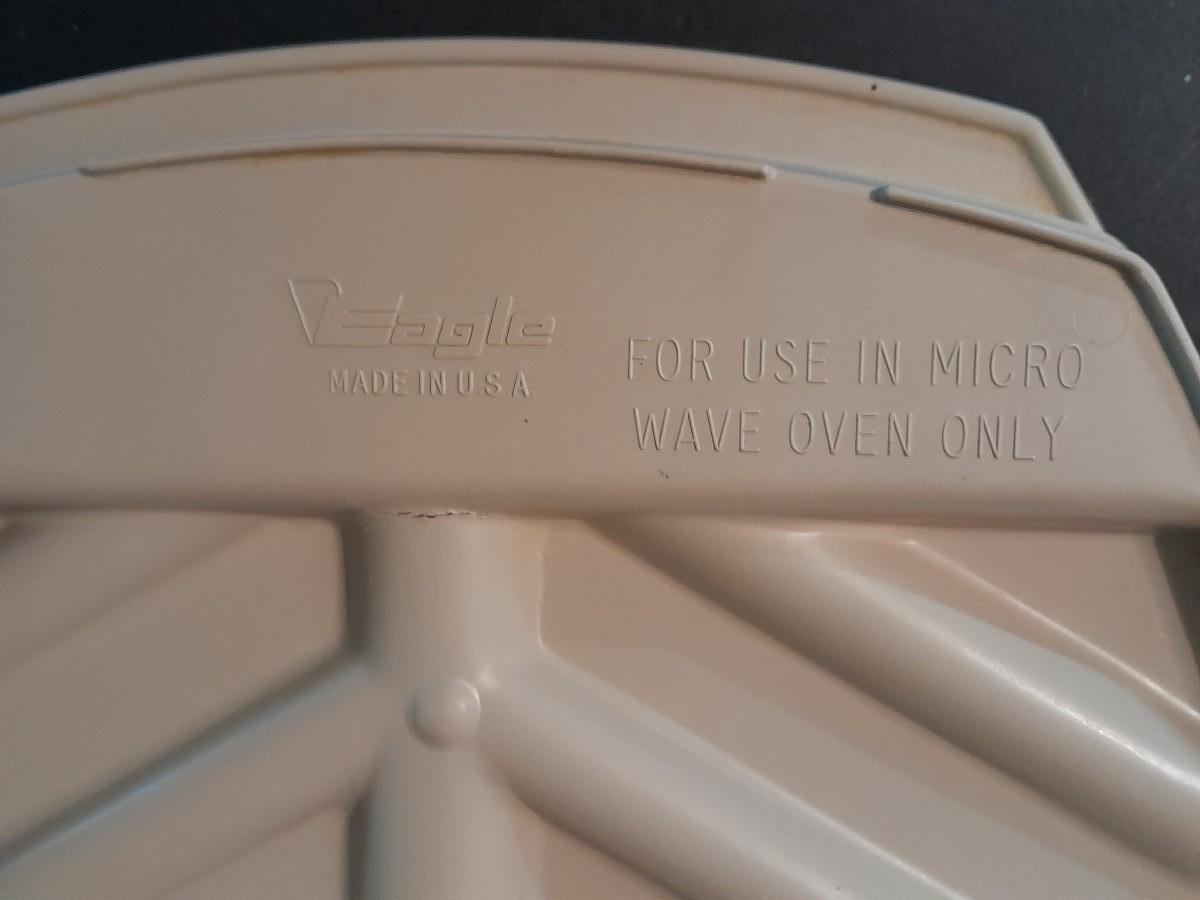 Eagle
MADE IN U.S.A.
FOR USE IN MICRO
WAVE OVEN ONLY